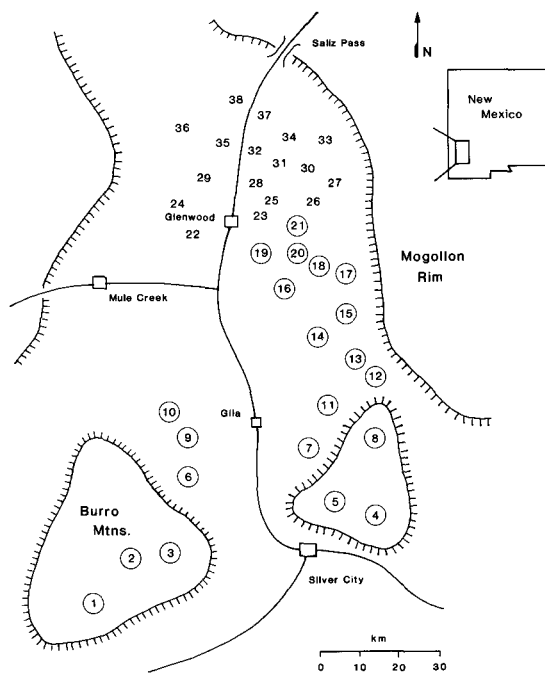 Saliz Pass
N
New
Mexico
38
37
36
35
34
33
32
31
30
29
28
27
24
25
26
Glenwood
23
22
21
19
20
18
17
Mogollon
Rim
16
Mule Creek
15
14
13
12
10
11
Gila
9
8
7
6
Burro
Mtns.
5
4
2
3
1
Silver City
km
0 10 20 30